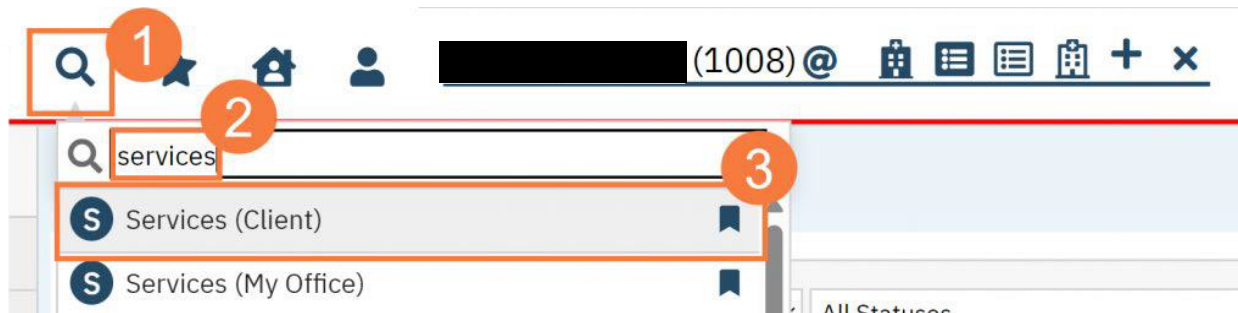 1
(1008) @
2
services
3
S Services (Client)
S Services (My Office)
All Statuses